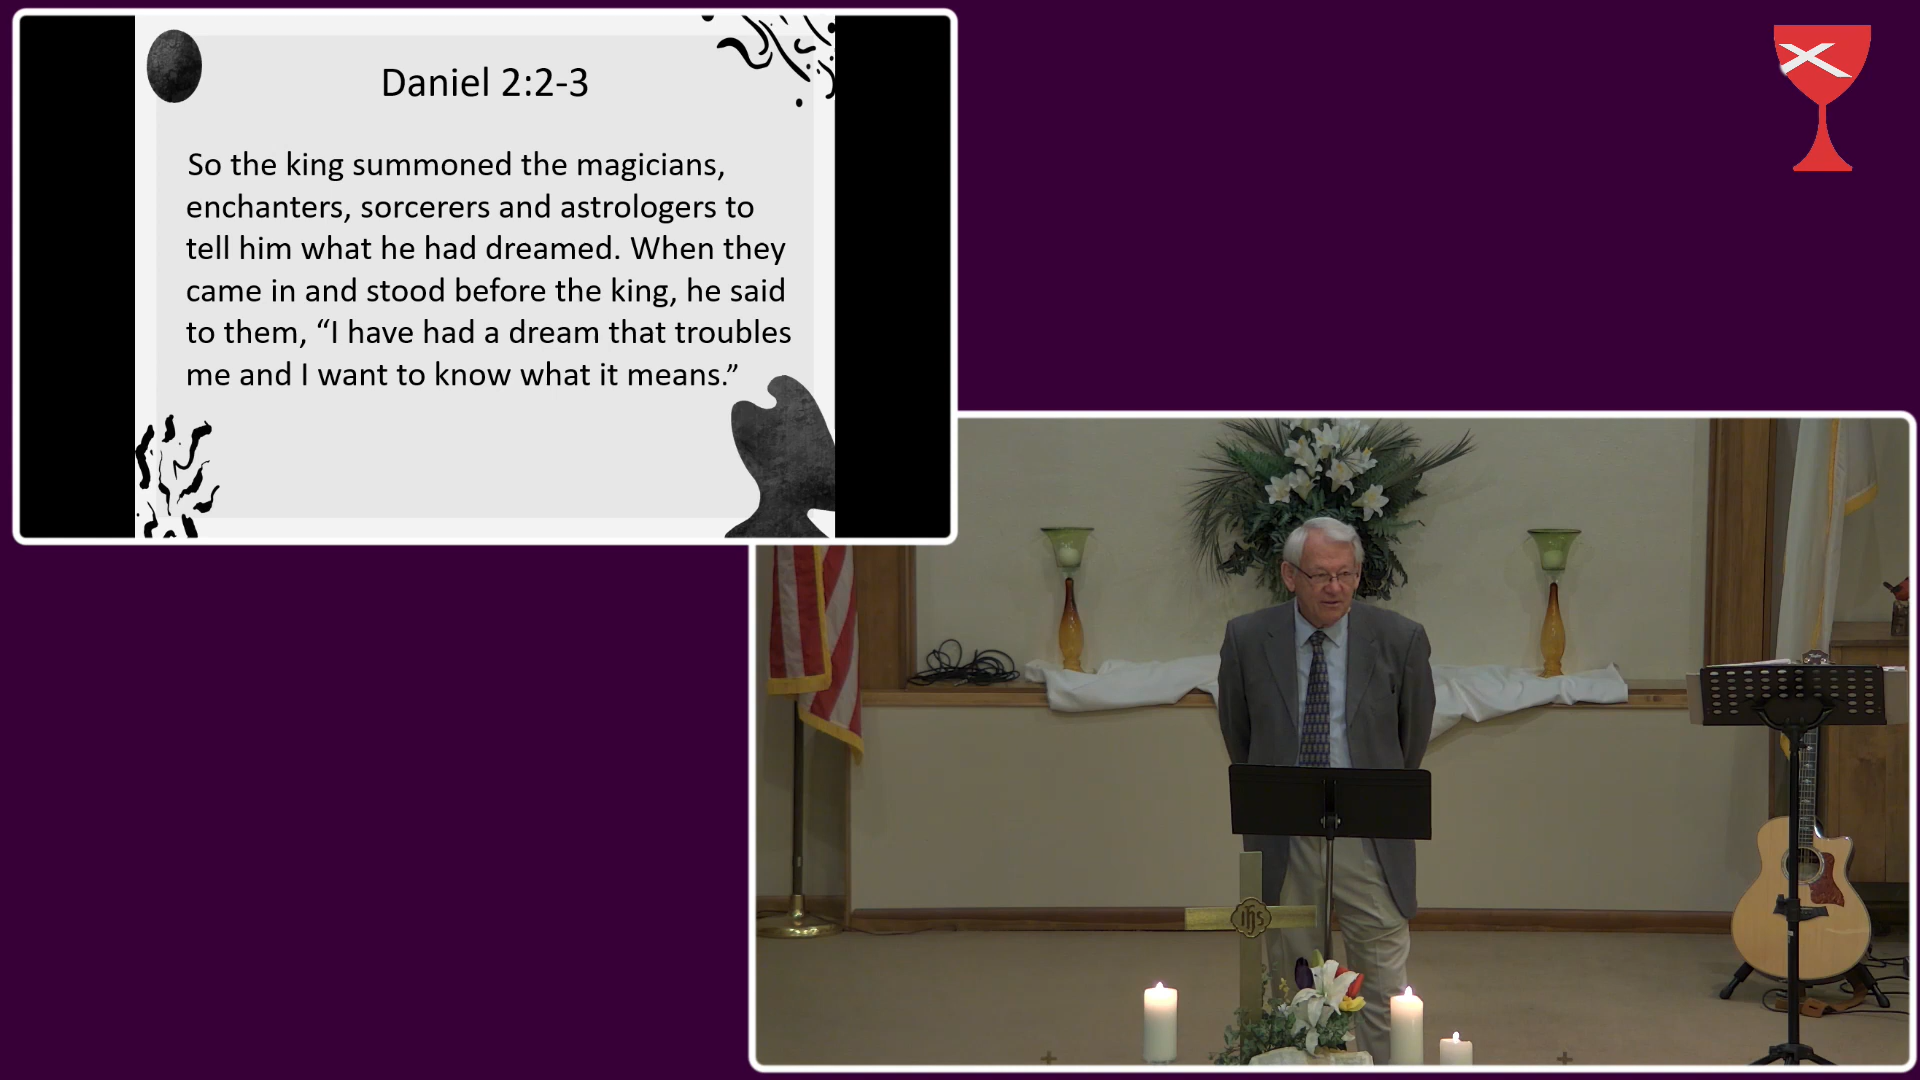 Daniel 2:2-3
So the king summoned the magicians,
enchanters, sorcerers and astrologers to
tell him what he had dreamed. When they
came in and stood before the king, he said
to them, “I have had a dream that troubles
me and I want to know what it means.”
IHS